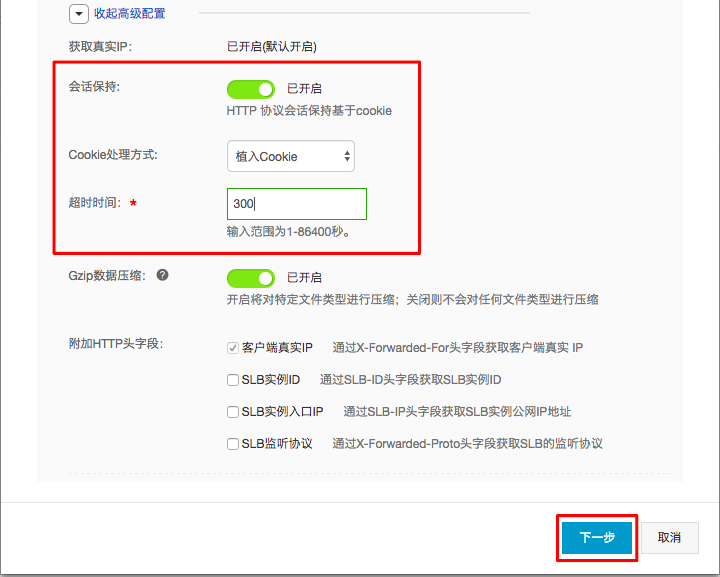 收起高级配置
获取真实IP: 已开启(默认开启)
会话保持: 已开启
HTTP 协议会话保持基于cookie
Cookie处理方式: 植入Cookie
超时时间: * 300
输入范围为1-86400秒。
Gzip数据压缩: ? 已开启
开启将对特定文件类型进行压缩；关闭则不会对任何文件类型进行压缩
附加HTTP头字段: 客户端真实IP 通过X-Forwarded-For头字段获取客户端真实 IP
SLB实例ID 通过SLB-ID头字段获取SLB实例ID
SLB实例入口IP 通过SLB-IP头字段获取SLB实例公网IP地址
SLB监听协议 通过X-Forwarded-Proto头字段获取SLB的监听协议
下一步 取消